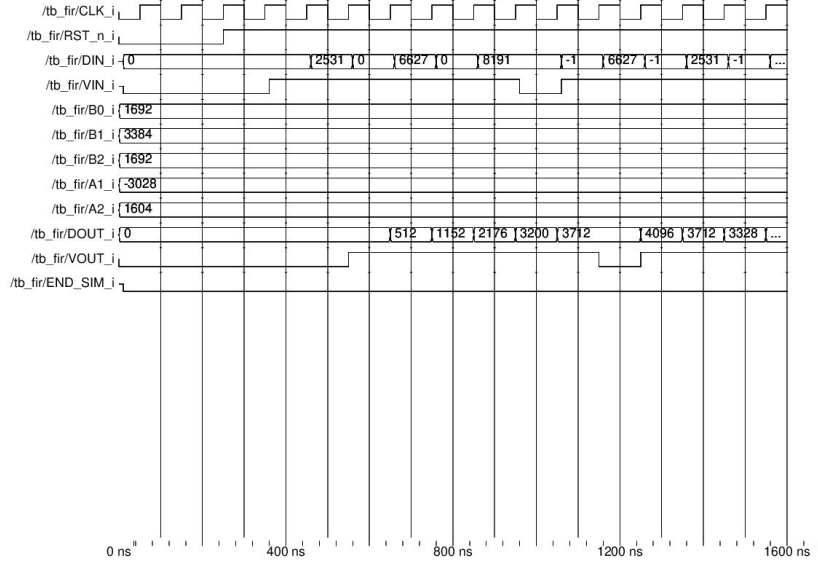 /tb_fir/CLK_i
/tb_fir/RST_n_i
/tb_fir/DIN_i 0 2531 0 6627 0 8191 -1 6627 -1 2531 -1 ...
/tb_fir/VIN_i
/tb_fir/B0_i 1692
/tb_fir/B1_i 3384
/tb_fir/B2_i 1692
/tb_fir/A1_i -3028
/tb_fir/A2_i 1604
/tb_fir/DOUT_i 0 512 1152 2176 3200 3712 4096 3712 3328 ...
/tb_fir/VOUT_i
/tb_fir/END_SIM_i
0 ns 400 ns 800 ns 1200 ns 1600 ns